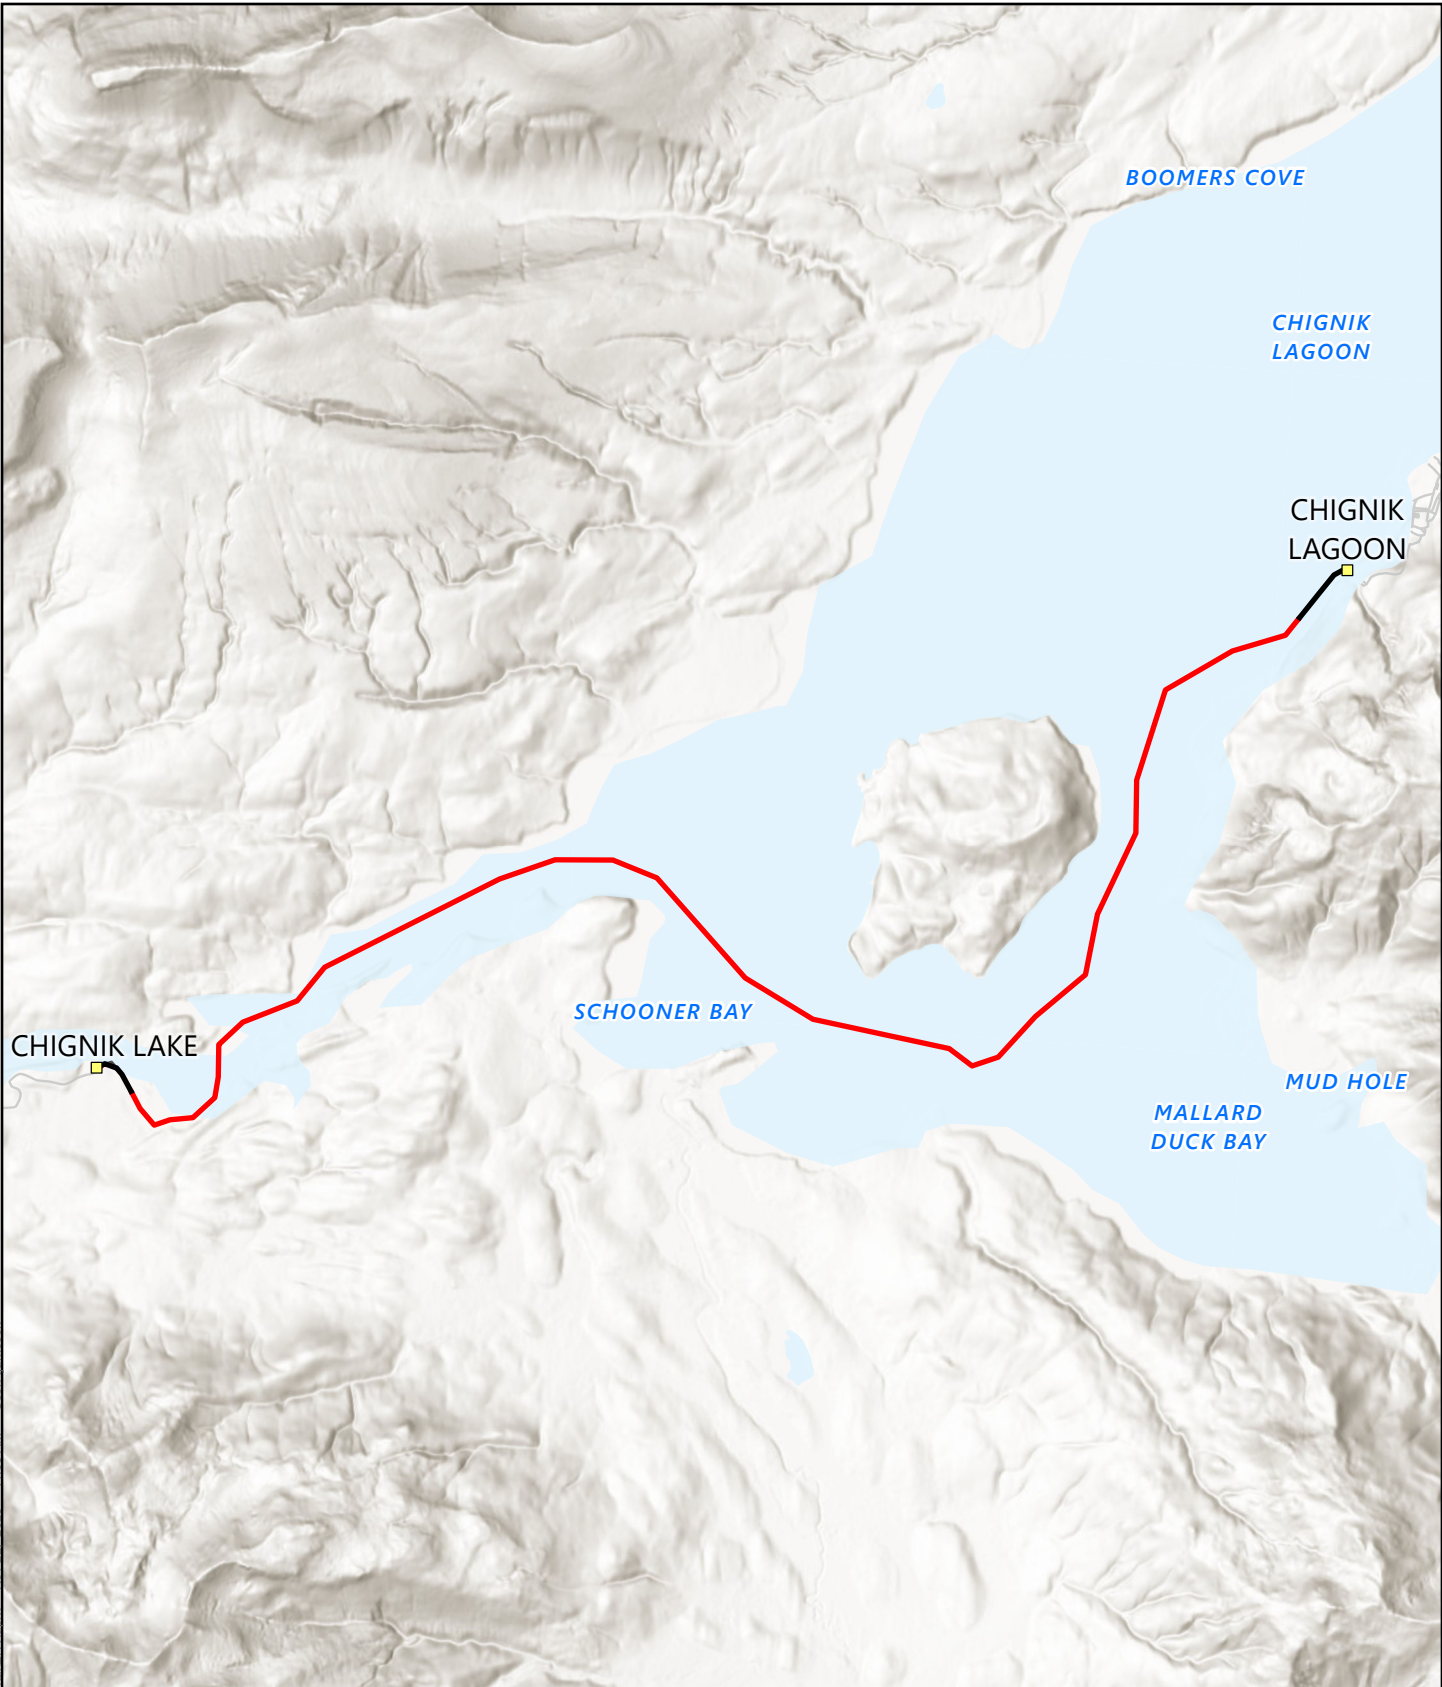 BOOMERS COVE
CHIGNIK
LAGOON
CHIGNIK
LAGOON
SCHOONER BAY
CHIGNIK LAKE
MUD HOLE
MALLARD
DUCK BAY